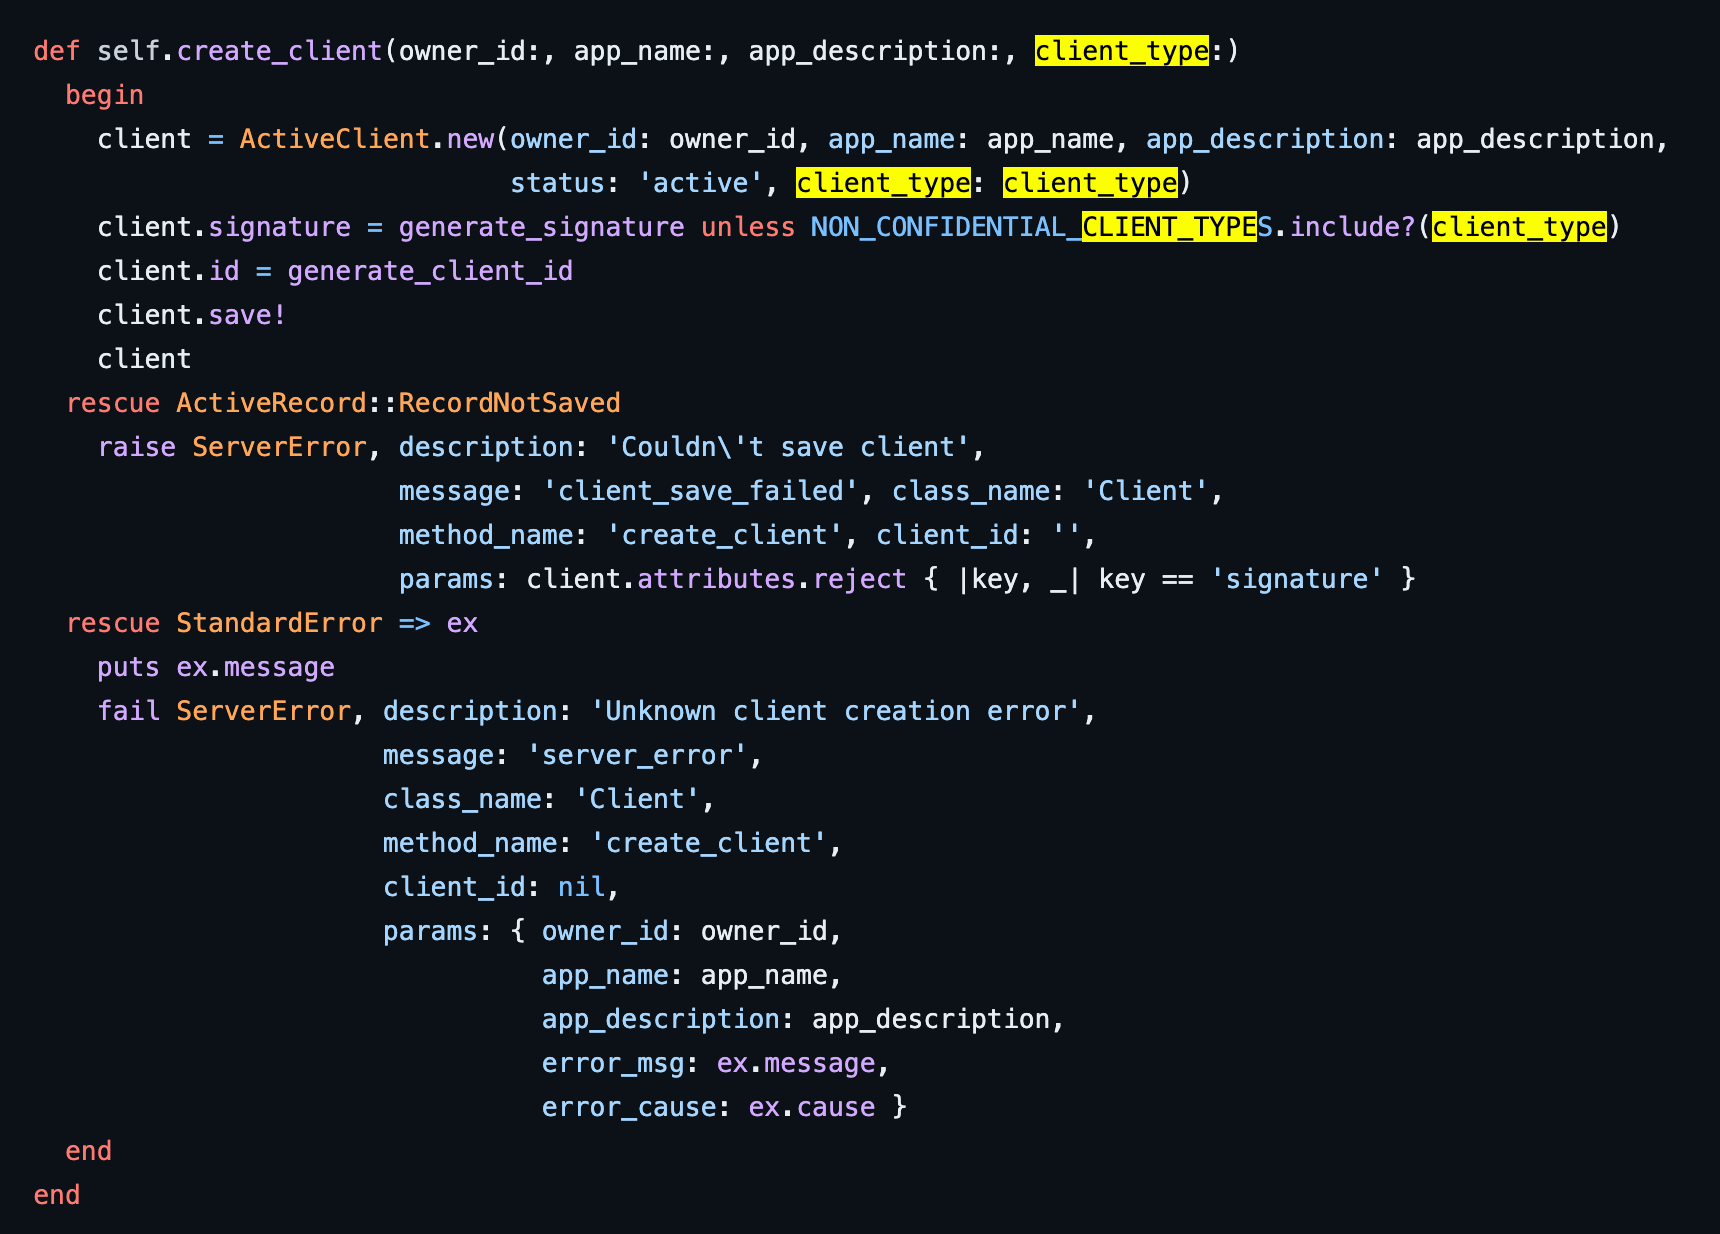 def self.create_client(owner_id:, app_name:, app_description:, client_type:)
  begin
    client = ActiveClient.new(owner_id: owner_id, app_name: app_name, app_description: app_description,
                              status: 'active', client_type: client_type)
    client.signature = generate_signature unless NON_CONFIDENTIAL_CLIENT_TYPES.include?(client_type)
    client.id = generate_client_id
    client.save!
    client
  rescue ActiveRecord::RecordNotSaved
    raise ServerError, description: 'Couldn\'t save client',
                       message: 'client_save_failed', class_name: 'Client',
                       method_name: 'create_client', client_id: '',
                       params: client.attributes.reject { |key, _| key == 'signature' }
  rescue StandardError => ex
    puts ex.message
    fail ServerError, description: 'Unknown client creation error',
                      message: 'server_error',
                      class_name: 'Client',
                      method_name: 'create_client',
                      client_id: nil,
                      params: { owner_id: owner_id,
                                app_name: app_name,
                                app_description: app_description,
                                error_msg: ex.message,
                                error_cause: ex.cause }
  end
end